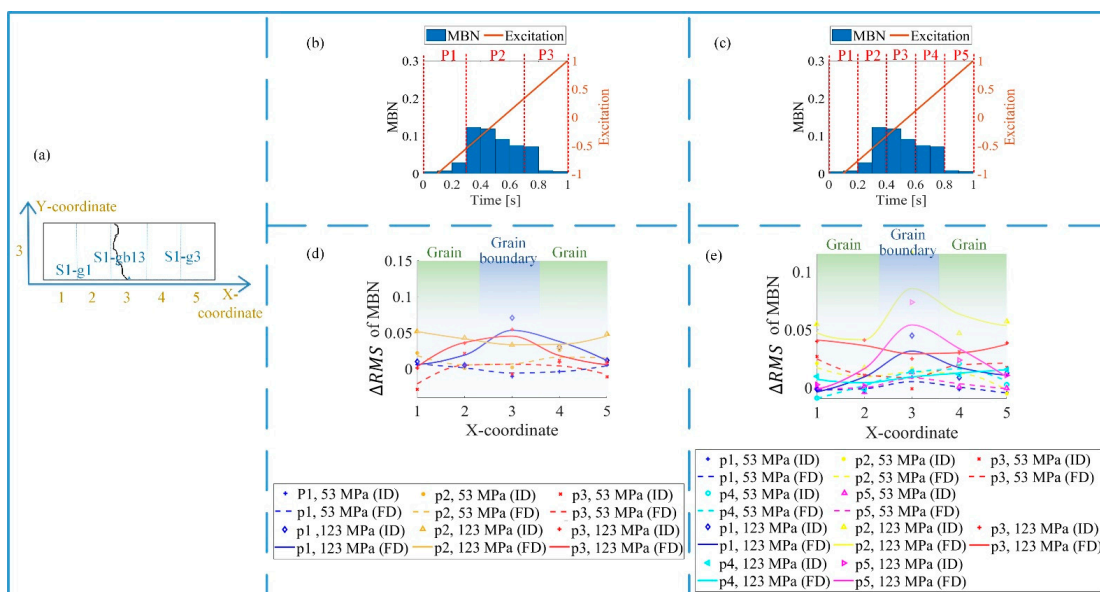 (a)
Y-coordinate
3
S1-g1
S1-gb13
S1-g3
1 2 3 4 5
X-
coordinate
(b)
MBN Excitation
P1 P2 P3
0.3
0.2
0.1
0
MBN
1
0.5
0
-0.5
-1
Excitation
0 0.2 0.4 0.6 0.8 1
Time [s]
(c)
MBN Excitation
P1 P2 P3 P4 P5
0.3
0.2
0.1
0
MBN
1
0.5
0
-0.5
-1
Excitation
0 0.2 0.4 0.6 0.8 1
Time [s]
(d)
Grain Grain boundary Grain
0.15
0.1
0.05
0
ΔRMS of MBN
1 2 3 4 5
X-coordinate
P1, 53 MPa (ID) p2, 53 MPa (ID) p3, 53 MPa (ID)
p1, 53 MPa (FD) p2, 53 MPa (FD) p3, 53 MPa (FD)
p1 ,123 MPa (ID) p2, 123 MPa (ID) p3, 123 MPa (ID)
p1, 123 MPa (FD) p2, 123 MPa (FD) p3, 123 MPa (FD)
(e)
Grain Grain boundary Grain
0.1
0.05
0
ΔRMS of MBN
1 2 3 4 5
X-coordinate
p1, 53 MPa (ID) p2, 53 MPa (ID) p3, 53 MPa (ID)
p1, 53 MPa (FD) p2, 53 MPa (FD) p3, 53 MPa (FD)
p4, 53 MPa (ID) p5, 53 MPa (ID)
p4, 53 MPa (FD) p5, 53 MPa (FD)
p1, 123 MPa (ID) p2, 123 MPa (ID) p3, 123 MPa (ID)
p1, 123 MPa (FD) p2, 123 MPa (FD) p3, 123 MPa (FD)
p4, 123 MPa (ID) p5, 123 MPa (ID)
p4, 123 MPa (FD) p5, 123 MPa (FD)